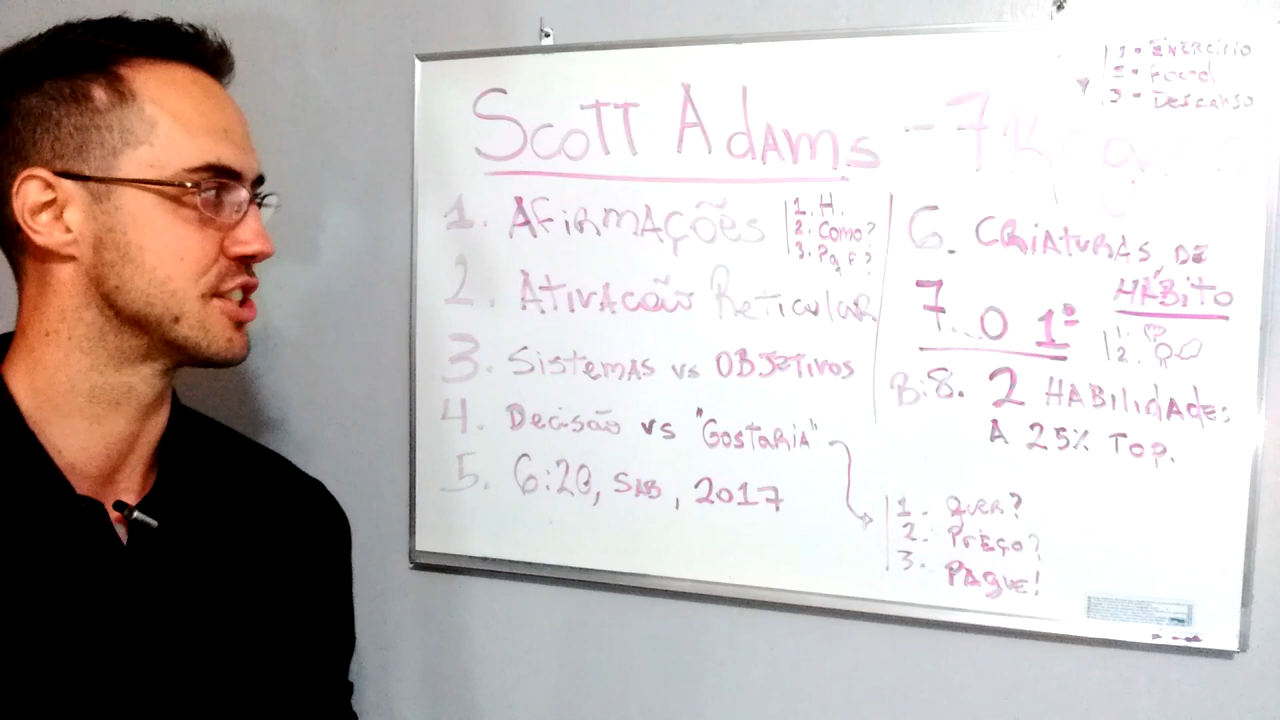 Scott Adams - 7
1 - EXERCício
2 - Food
3 - Descanso
1. AFIRMAÇÕES
1. H.
2. Como?
3. Pq F?
2. Ativação Reticular
3. Sistemas vs OBJetivos
4. Decisão vs "Gostaria"
5. 6:20, SAB, 2017
6. CRIATURAS DE
HÁBITO
7. O 1º
1.
2.
B: 8. 2 HABilidAdes
A 25% Top.
1. Quer?
2. Preço?
3. PAgue!